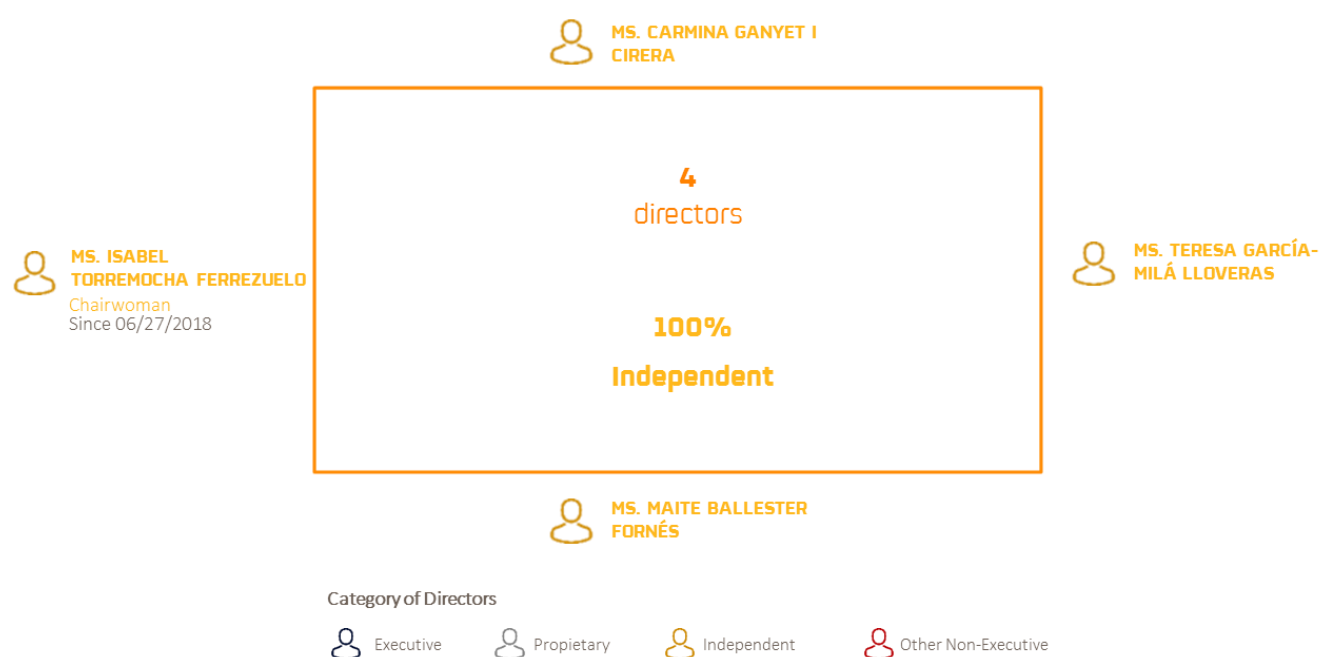 MS. CARMINA GANYET I
CIRERA
4
directors
MS. ISABEL
TORREMOCHA FERREZUELO
Chairwoman
Since 06/27/2018
MS. TERESA GARCÍA-
MILÁ LLOVERAS
100%
Independent
MS. MAITE BALLESTER
FORNÉS
Category of Directors
Executive
Propietary
Independent
Other Non-Executive